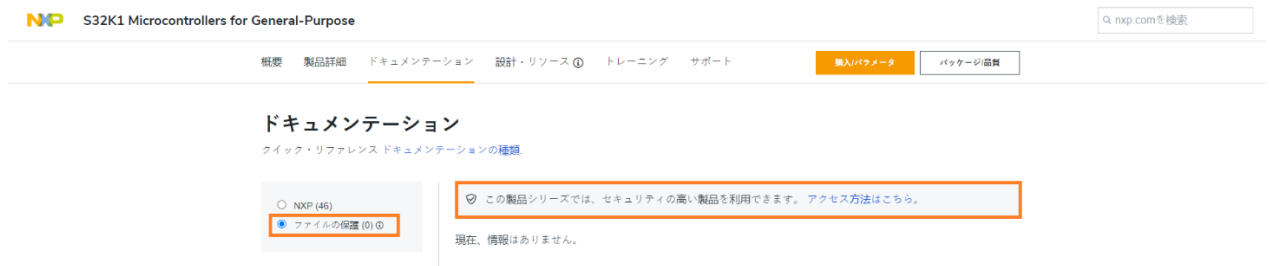 NXP S32K1 Microcontrollers for General-Purpose
nxp.comを検索
概要 製品詳細 ドキュメンテーション 設計・リソース トレーニング サポート 購入/パラメータ パッケージ/品質
ドキュメンテーション
クイック・リファレンス ドキュメンテーションの種類.
NXP (46)
ファイルの保護 (0)
この製品シリーズでは、セキュリティの高い製品を利用できます。 アクセス方法はこちら。
現在、情報はありません。